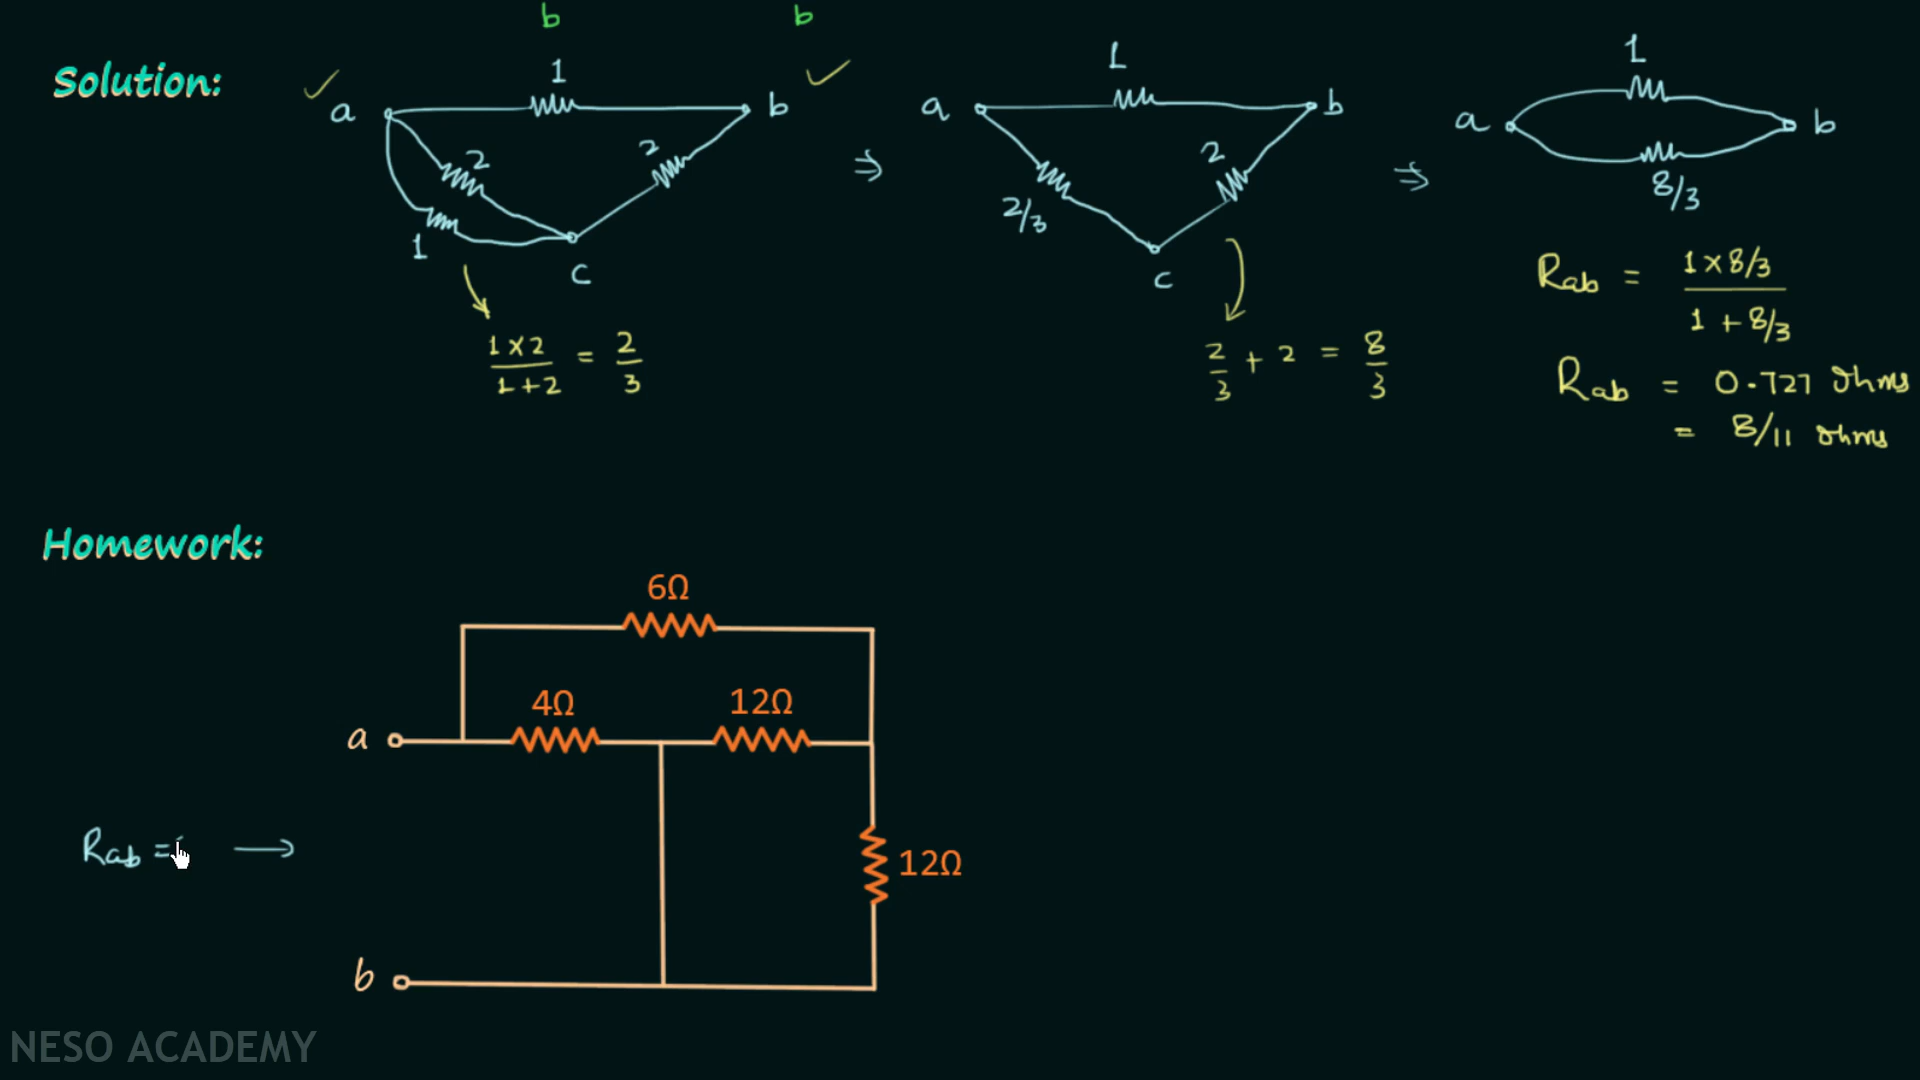 b b
Solution:
a 1 b
2 2
1
c
1×2/1+2 = 2/3
⇒
a 1 b
2/3 2
c
2/3 + 2 = 8/3
⇒
1
a b
8/3
Rab = 1×8/3 / 1+8/3
Rab = 0.727 ohms
= 8/11 ohms
Homework:
6Ω
4Ω 12Ω
a
Rab = →
12Ω
b
NESO ACADEMY